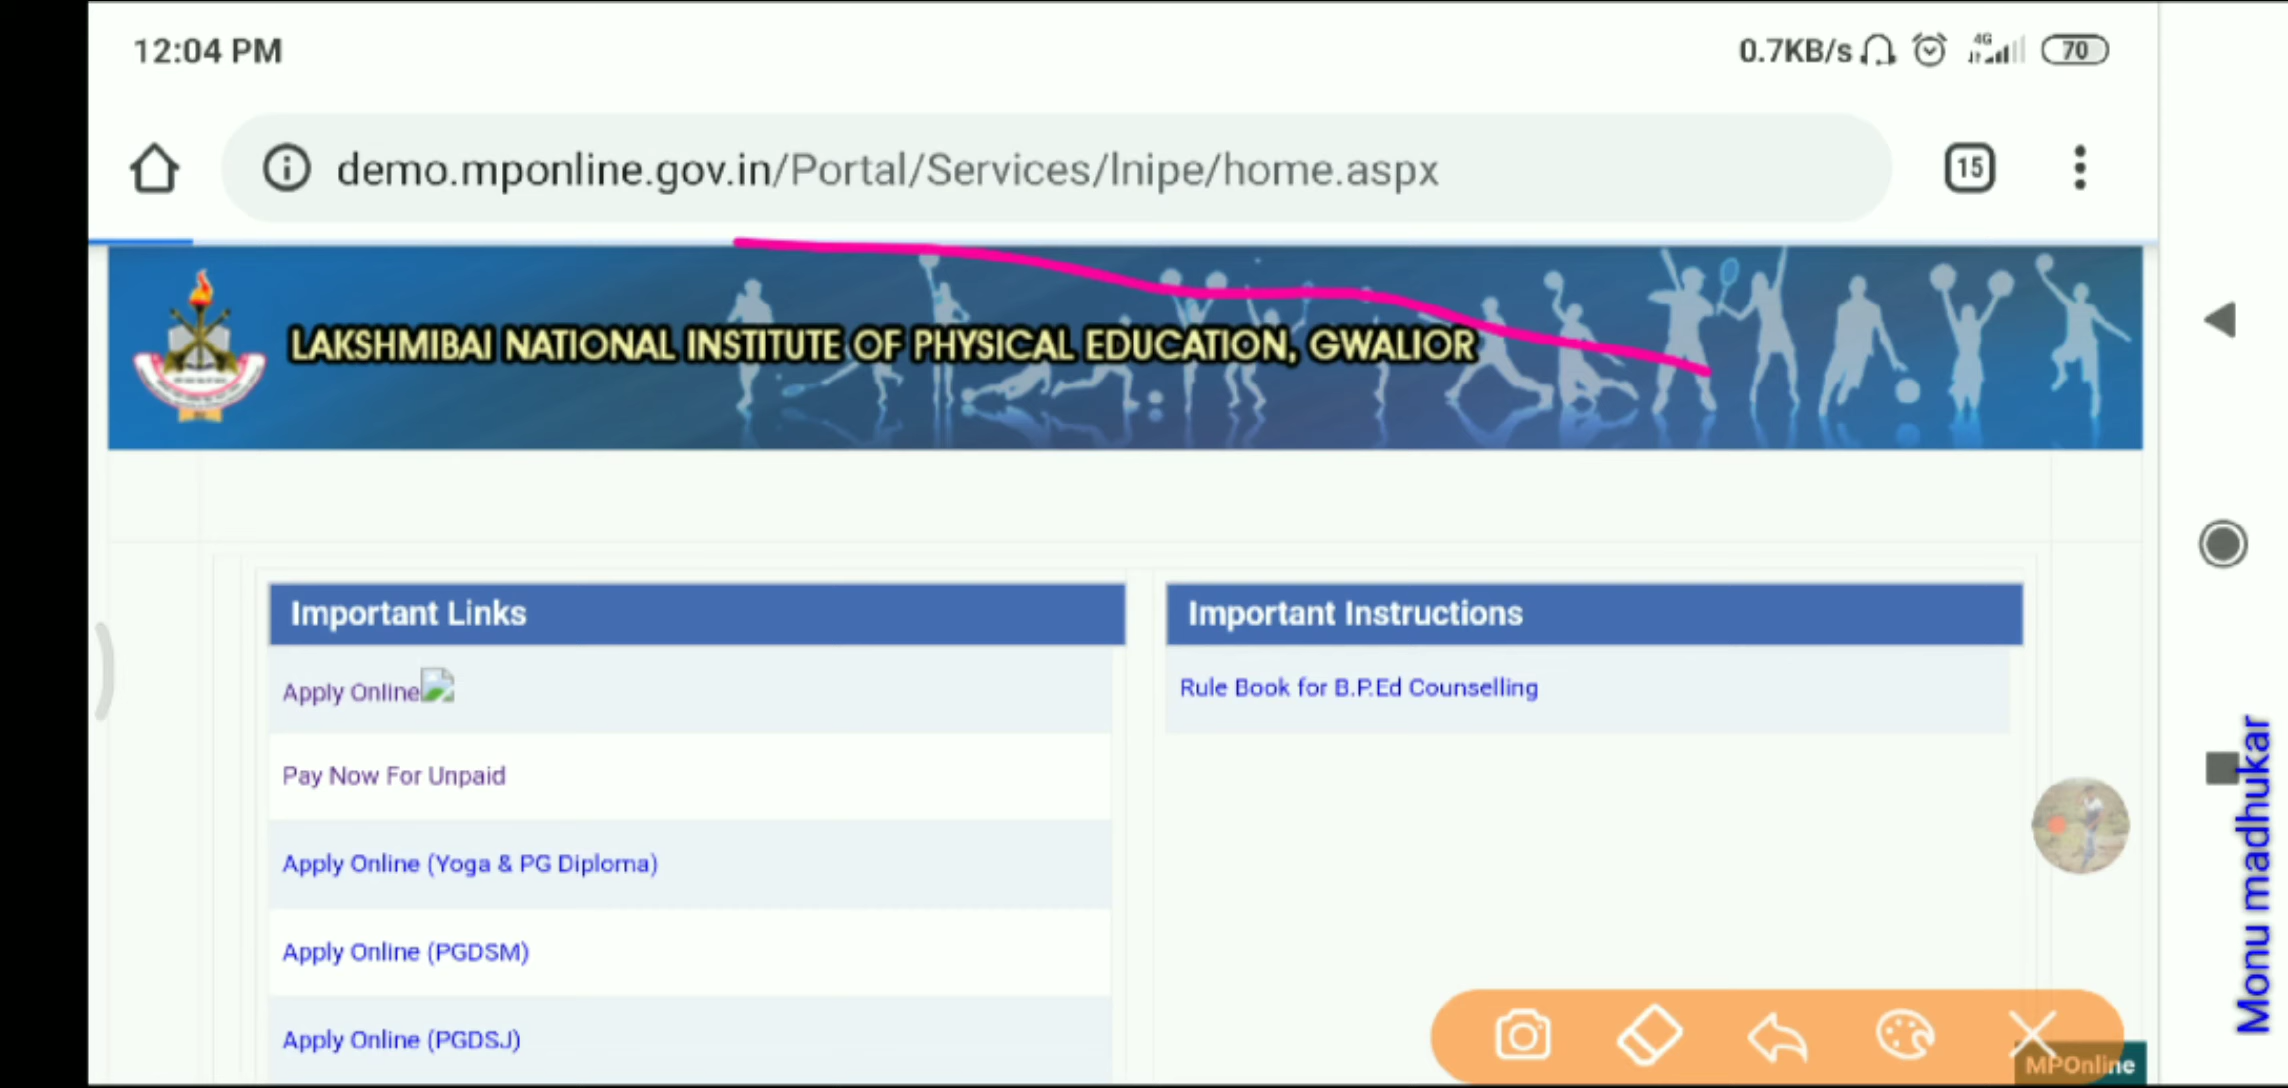 12:04 PM
0.7KB/s 4G 70
demo.mponline.gov.in/Portal/Services/lnipe/home.aspx
15
LAKSHMIBAI NATIONAL INSTITUTE OF PHYSICAL EDUCATION, GWALIOR
Important Links
Apply Online
Pay Now For Unpaid
Apply Online (Yoga & PG Diploma)
Apply Online (PGDSM)
Apply Online (PGDSJ)
Important Instructions
Rule Book for B.P.Ed Counselling
MPOnline
Monu madhukar